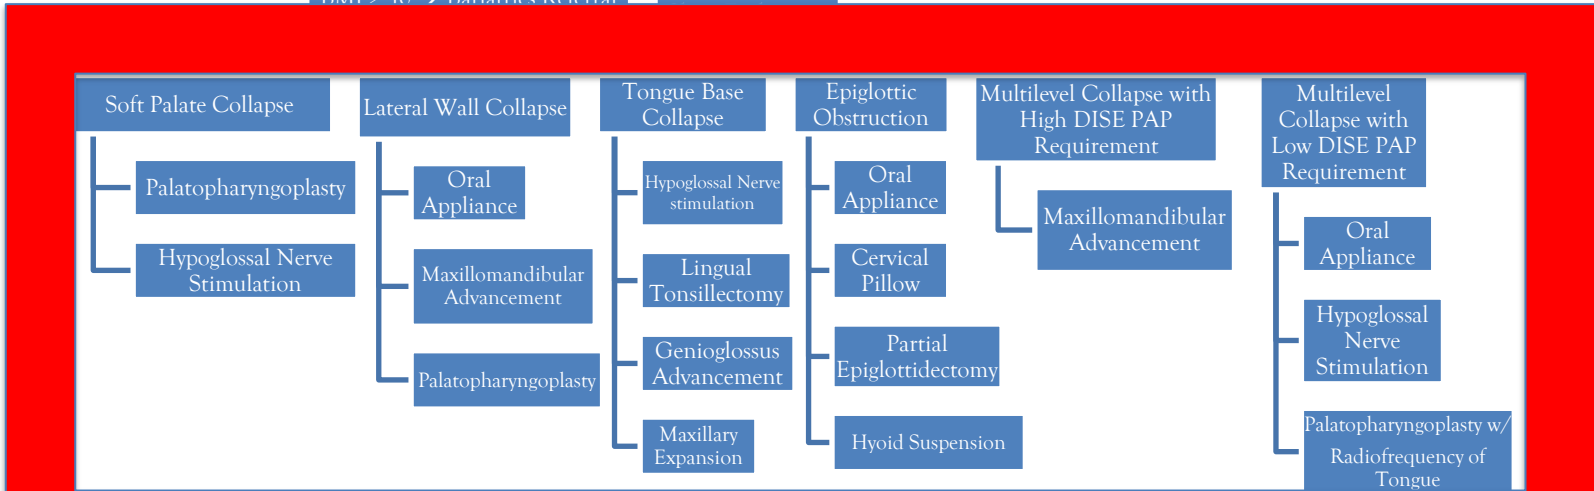 Soft Palate Collapse
Palatopharyngoplasty
Hypoglossal Nerve
Stimulation
Lateral Wall Collapse
Oral
Appliance
Maxillomandibular
Advancement
Palatopharyngoplasty
Tongue Base
Collapse
Hypoglossal Nerve
stimulation
Lingual
Tonsillectomy
Genioglossus
Advancement
Maxillary
Expansion
Epiglottic
Obstruction
Oral
Appliance
Cervical
Pillow
Partial
Epiglottidectomy
Hyoid Suspension
Multilevel Collapse with
High DISE PAP
Requirement
Maxillomandibular
Advancement
Multilevel
Collapse with
Low DISE PAP
Requirement
Oral
Appliance
Hypoglossal
Nerve
Stimulation
Palatopharyngoplasty w/
Radiofrequency of
Tongue